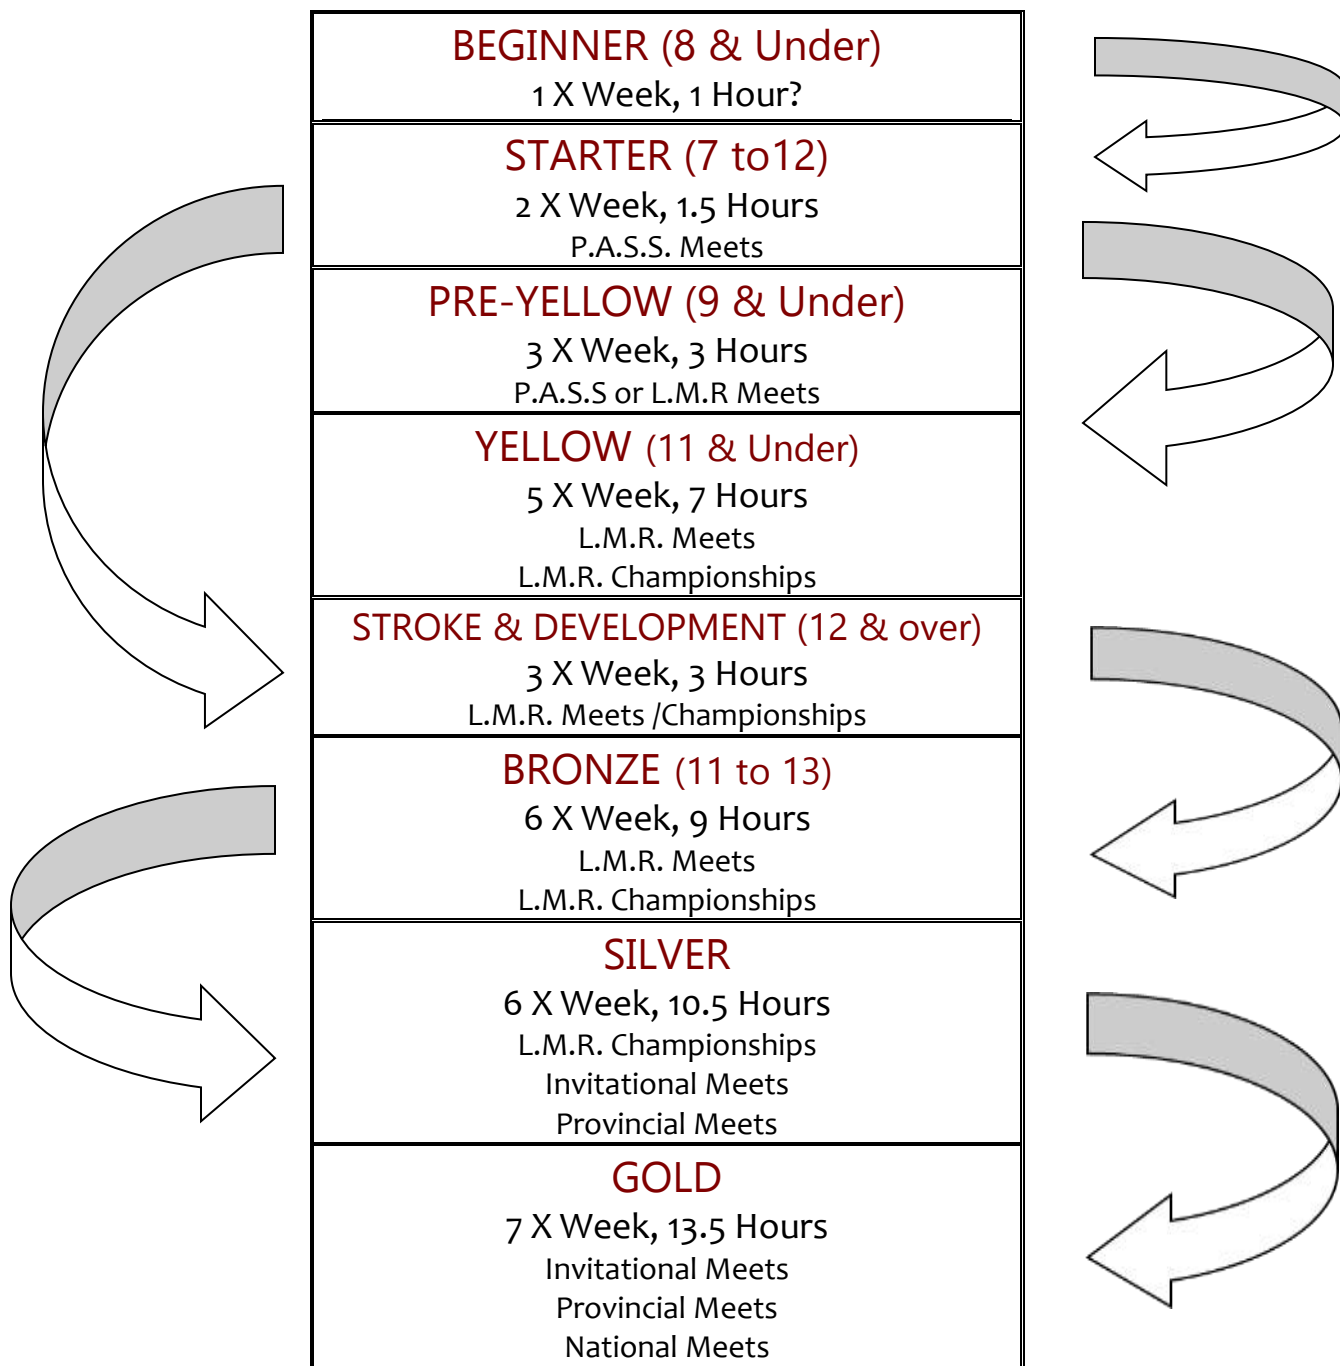 BEGINNER (8 & Under)
1 X Week, 1 Hour?
STARTER (7 to12)
2 X Week, 1.5 Hours
P.A.S.S. Meets
PRE-YELLOW (9 & Under)
3 X Week, 3 Hours
P.A.S.S or L.M.R Meets
YELLOW (11 & Under)
5 X Week, 7 Hours
L.M.R. Meets
L.M.R. Championships
STROKE & DEVELOPMENT (12 & over)
3 X Week, 3 Hours
L.M.R. Meets /Championships
BRONZE (11 to 13)
6 X Week, 9 Hours
L.M.R. Meets
L.M.R. Championships
SILVER
6 X Week, 10.5 Hours
L.M.R. Championships
Invitational Meets
Provincial Meets
GOLD
7 X Week, 13.5 Hours
Invitational Meets
Provincial Meets
National Meets